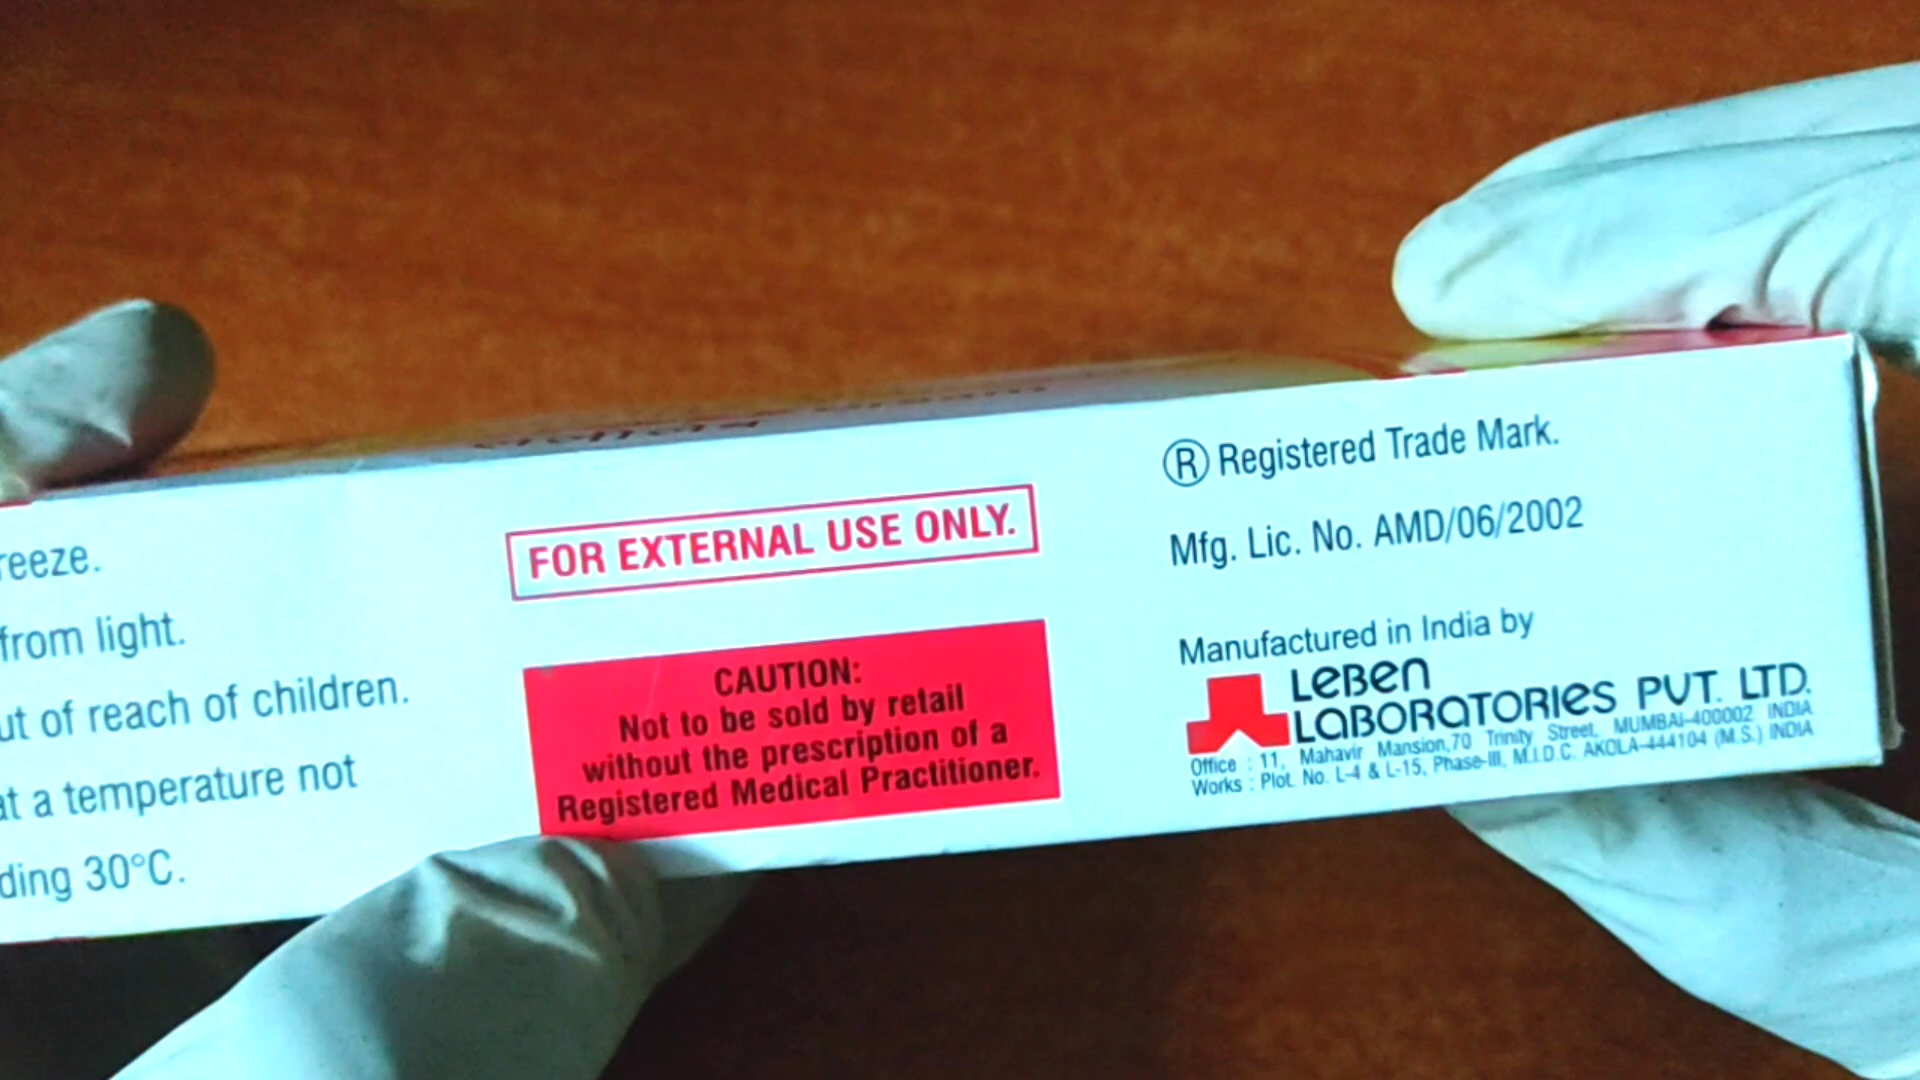 reeze.
from light.
ut of reach of children.
at a temperature not
ding 30°C.
FOR EXTERNAL USE ONLY.
CAUTION:
Not to be sold by retail
without the prescription of a
Registered Medical Practitioner.
® Registered Trade Mark.
Mfg. Lic. No. AMD/06/2002
Manufactured in India by
LEBEN
LABORATORIES PVT. LTD.
Office : 11, Mahavir Mansion,70 Trinity Street, MUMBAI-400002 INDIA
Works : Plot. No. L-4 & L-15, Phase-III, M.I.D.C. AKOLA-444104 (M.S.) INDIA